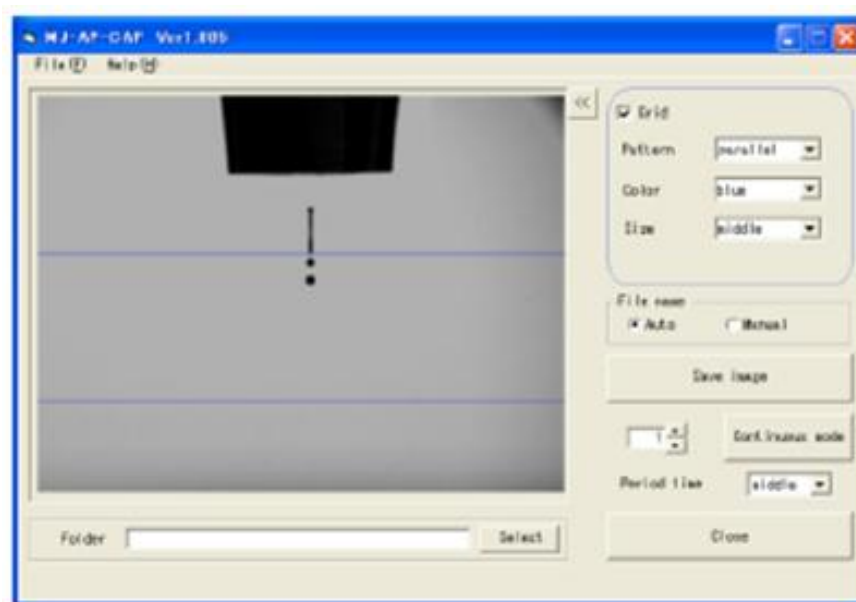 MJ-AP-CAP Ver1.005
File(F) Help(H)
<<
Grid
Pattern parallel
Color blue
Size middle
File name
Auto Manual
Save image
1 Continuous mode
Period time middle
Folder Select Close